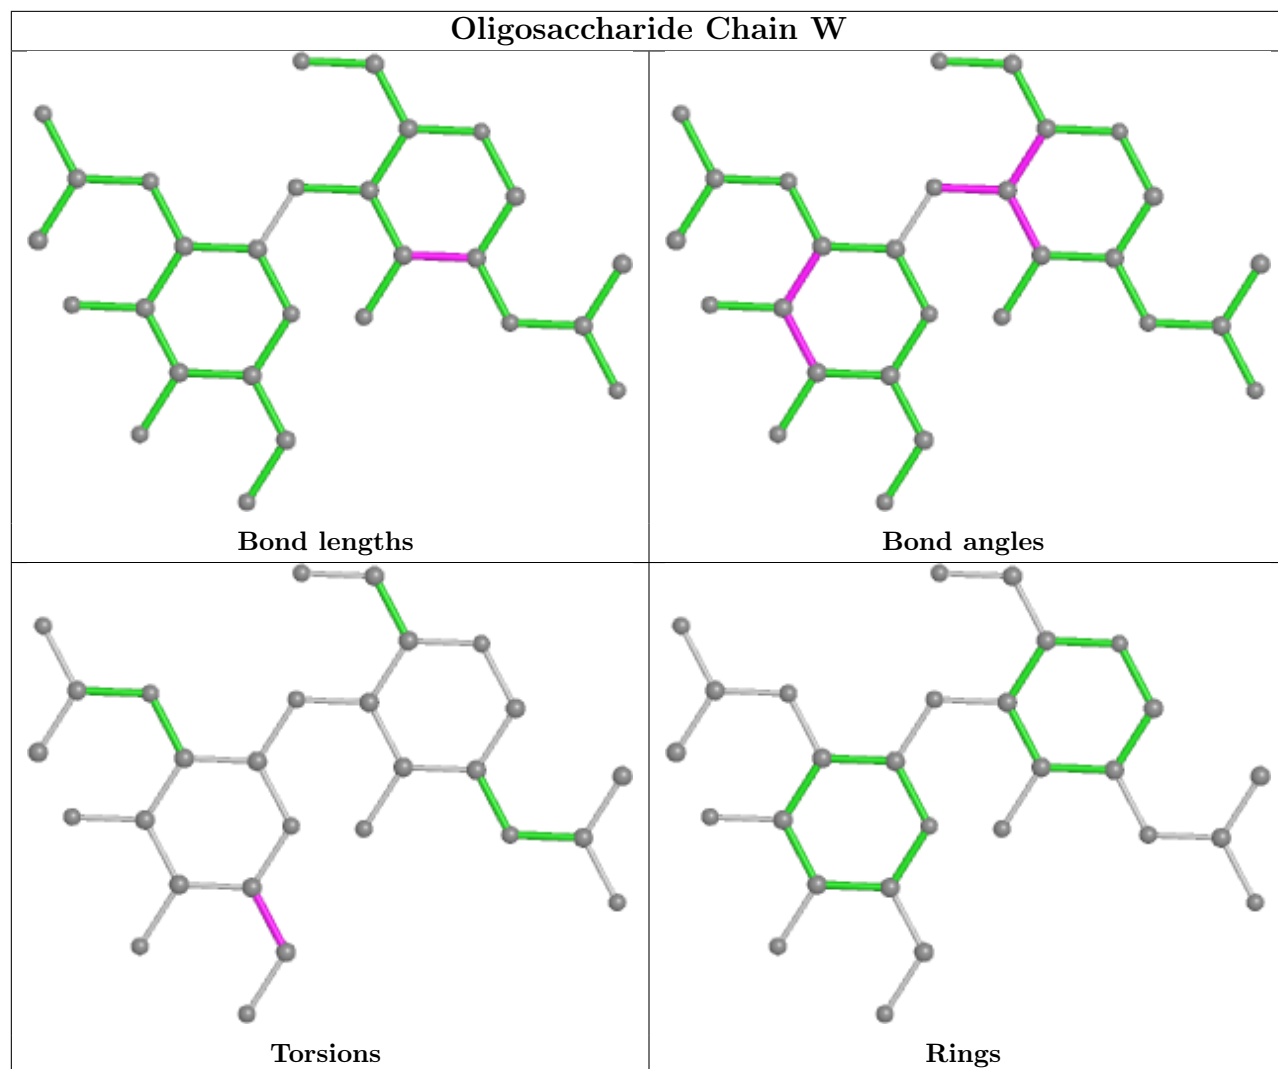 Oligosaccharide Chain W
Bond lengths
Bond angles
Torsions
Rings